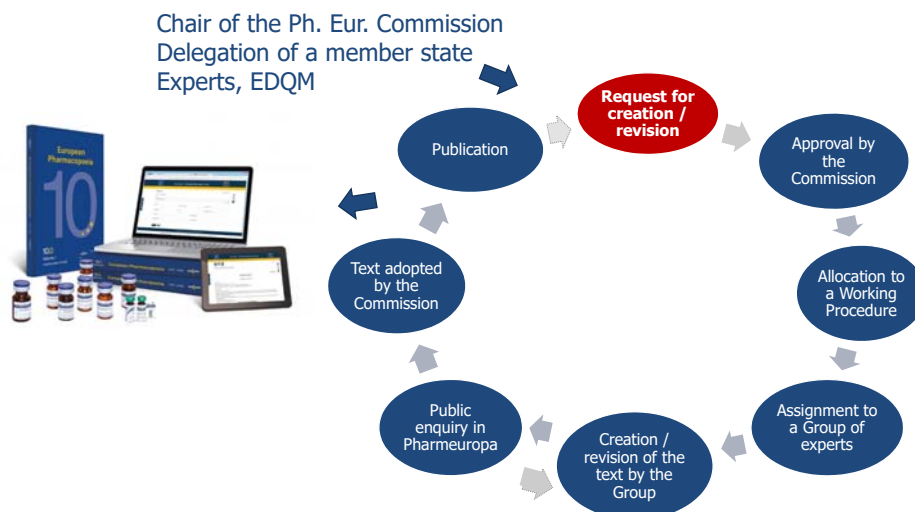 Chair of the Ph. Eur. Commission
Delegation of a member state
Experts, EDQM
Request for
creation /
revision
Approval by
the
Commission
Allocation to
a Working
Procedure
Assignment to
a Group of
experts
Creation /
revision of the
text by the
Group
Public
enquiry in
Pharmeuropa
Text adopted
by the
Commission
Publication
European
Pharmacopoeia
10